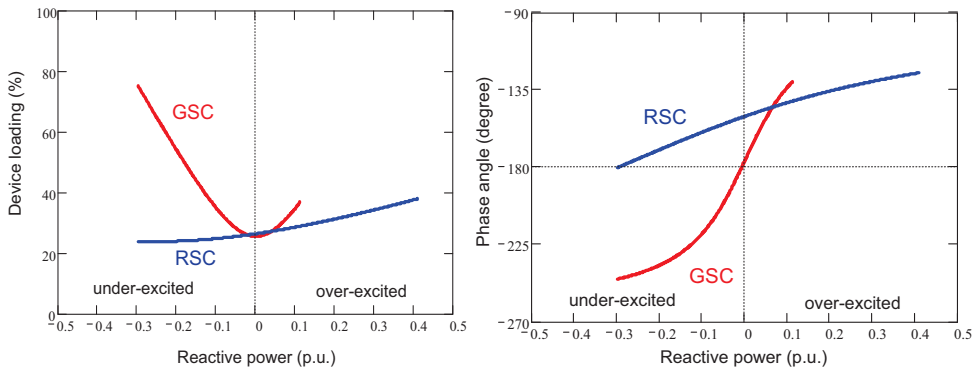 100
80
60
40
20
0
Device loading (%)
GSC
RSC
under-excited
over-excited
−0.5
−0.4
−0.3
−0.2
−0.1
0
0.1
0.2
0.3
0.4
0.5
Reactive power (p.u.)
−90
−135
−180
−225
−270
Phase angle (degree)
RSC
GSC
under-excited
over-excited
−0.5
−0.4
−0.3
−0.2
−0.1
0
0.1
0.2
0.3
0.4
0.5
Reactive power (p.u.)